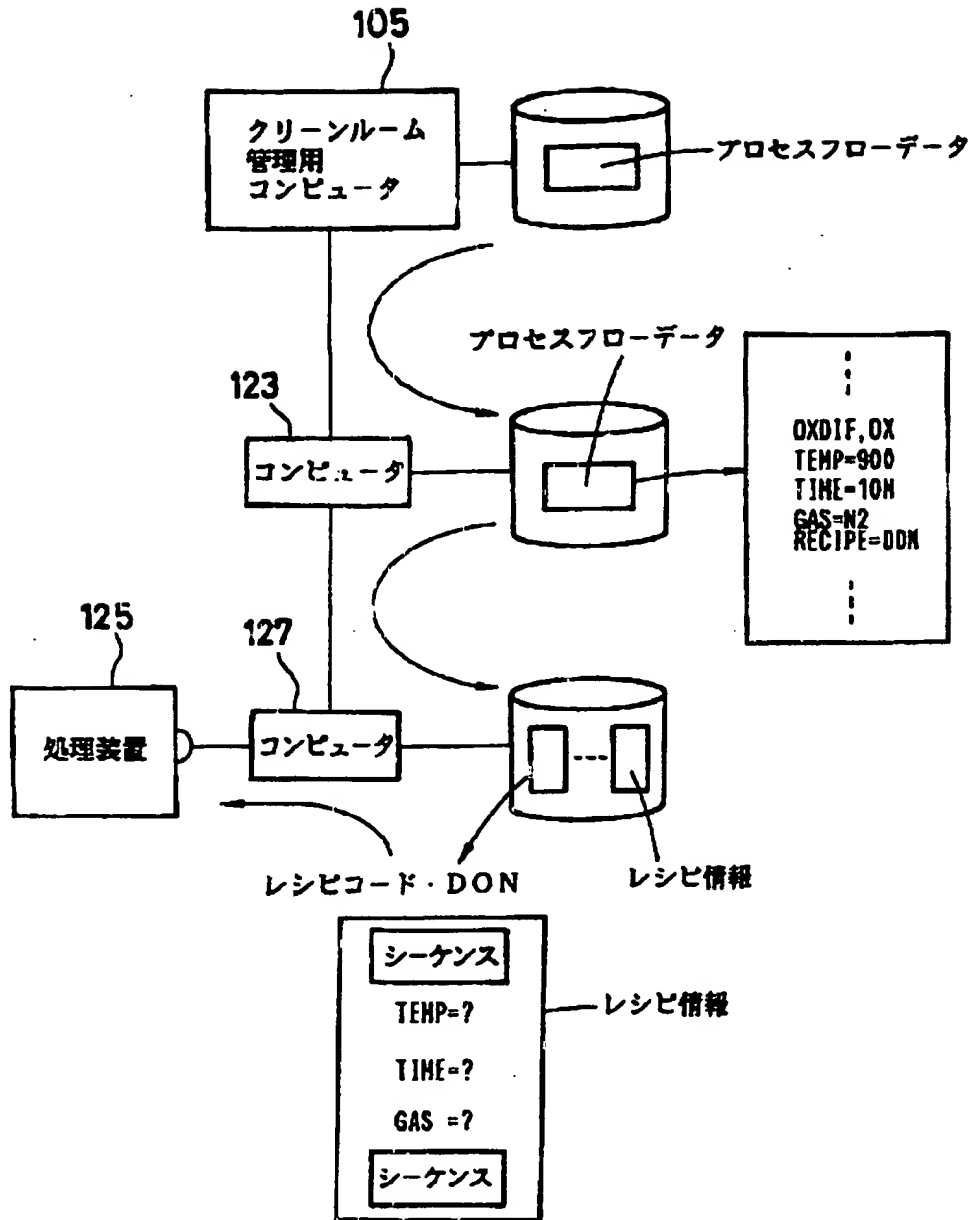 105
クリーンルーム
管理用
コンピュータ
プロセスフローデータ
プロセスフローデータ
123
コンピュータ
OXDIF,OX
TEMP=900
TIME=10M
GAS=N2
RECIPE=DDN
125
処理装置
127
コンピュータ
レシピコード・DON
レシピ情報
シーケンス
TEMP=?
TIME=?
GAS =?
シーケンス
レシピ情報